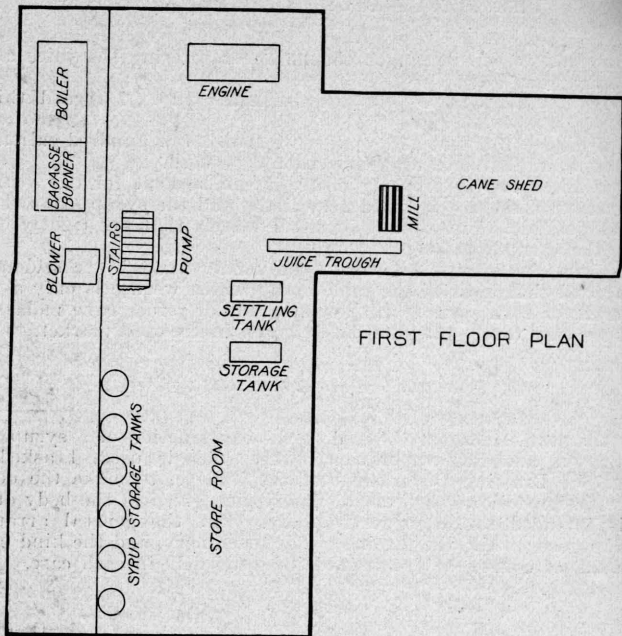 ENGINE
BOILER
BAGASSE
BURNER
CANE SHED
MILL
STAIRS
PUMP
BLOWER
JUICE TROUGH
SETTLING
TANK
FIRST FLOOR PLAN
STORAGE
TANK
SYRUP STORAGE TANKS
STORE ROOM